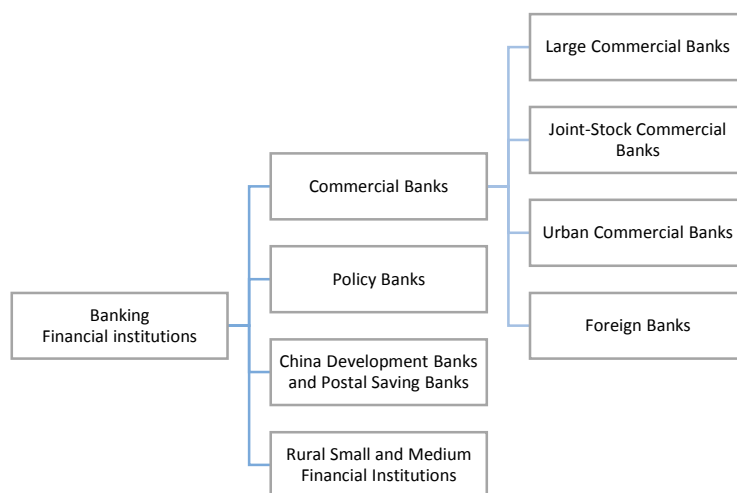 Large Commercial Banks
Joint-Stock Commercial
Banks
Commercial Banks
Urban Commercial Banks
Policy Banks
Banking
Financial institutions
Foreign Banks
China Development Banks
and Postal Saving Banks
Rural Small and Medium
Financial Institutions